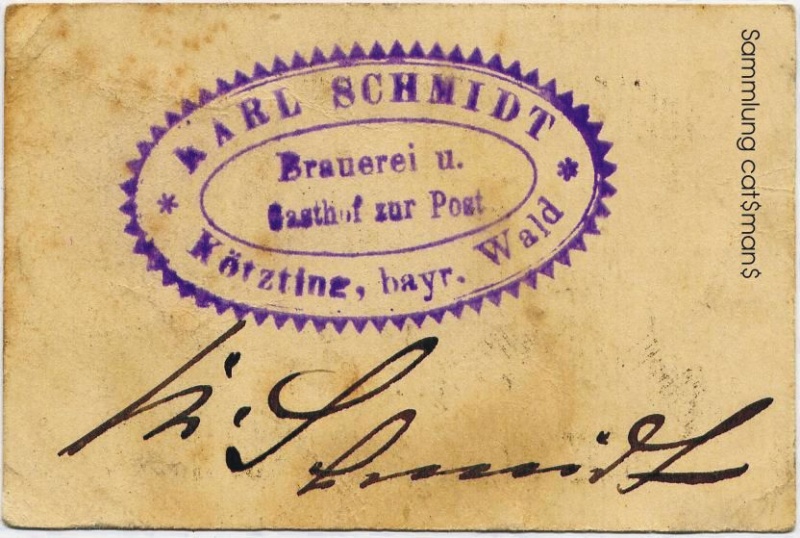 * KARL SCHMIDT *
Brauerei u.
Gasthof zur Post
Kötzting, bayr. Wald
K. Schmidt
Sammlung cat$man$